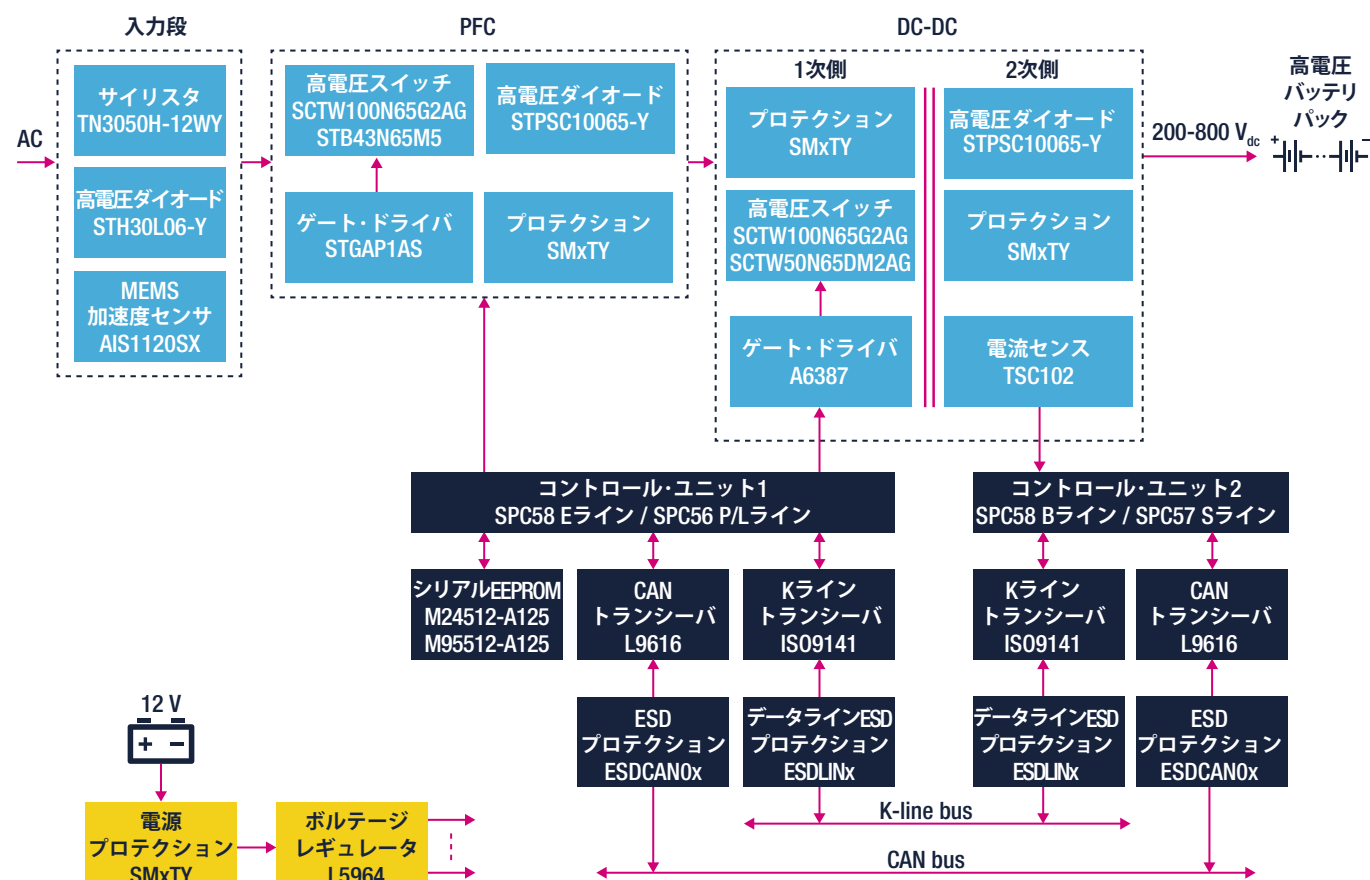 入力段
PFC
DC-DC
1次側
2次側
高電圧
バッテリ
パック
AC
サイリスタ
TN3050H-12WY
高電圧ダイオード
STH30L06-Y
MEMS
加速度センサ
AIS1120SX
高電圧スイッチ
SCTW100N65G2AG
STB43N65M5
高電圧ダイオード
STPSC10065-Y
ゲート・ドライバ
STGAP1AS
プロテクション
SMxTY
プロテクション
SMxTY
高電圧スイッチ
SCTW100N65G2AG
SCTW50N65DM2AG
ゲート・ドライバ
A6387
高電圧ダイオード
STPSC10065-Y
プロテクション
SMxTY
電流センス
TSC102
200-800 Vdc
+
−
コントロール・ユニット1
SPC58 Eライン / SPC56 P/Lライン
コントロール・ユニット2
SPC58 Bライン / SPC57 Sライン
シリアルEEPROM
M24512-A125
M95512-A125
CAN
トランシーバ
L9616
Kライン
トランシーバ
ISO9141
Kライン
トランシーバ
ISO9141
CAN
トランシーバ
L9616
ESD
プロテクション
ESDCAN0x
データラインESD
プロテクション
ESDLINx
データラインESD
プロテクション
ESDLINx
ESD
プロテクション
ESDCAN0x
K-line bus
CAN bus
12 V
+ −
電源
プロテクション
SMxTY
ボルテージ
レギュレータ
L5964